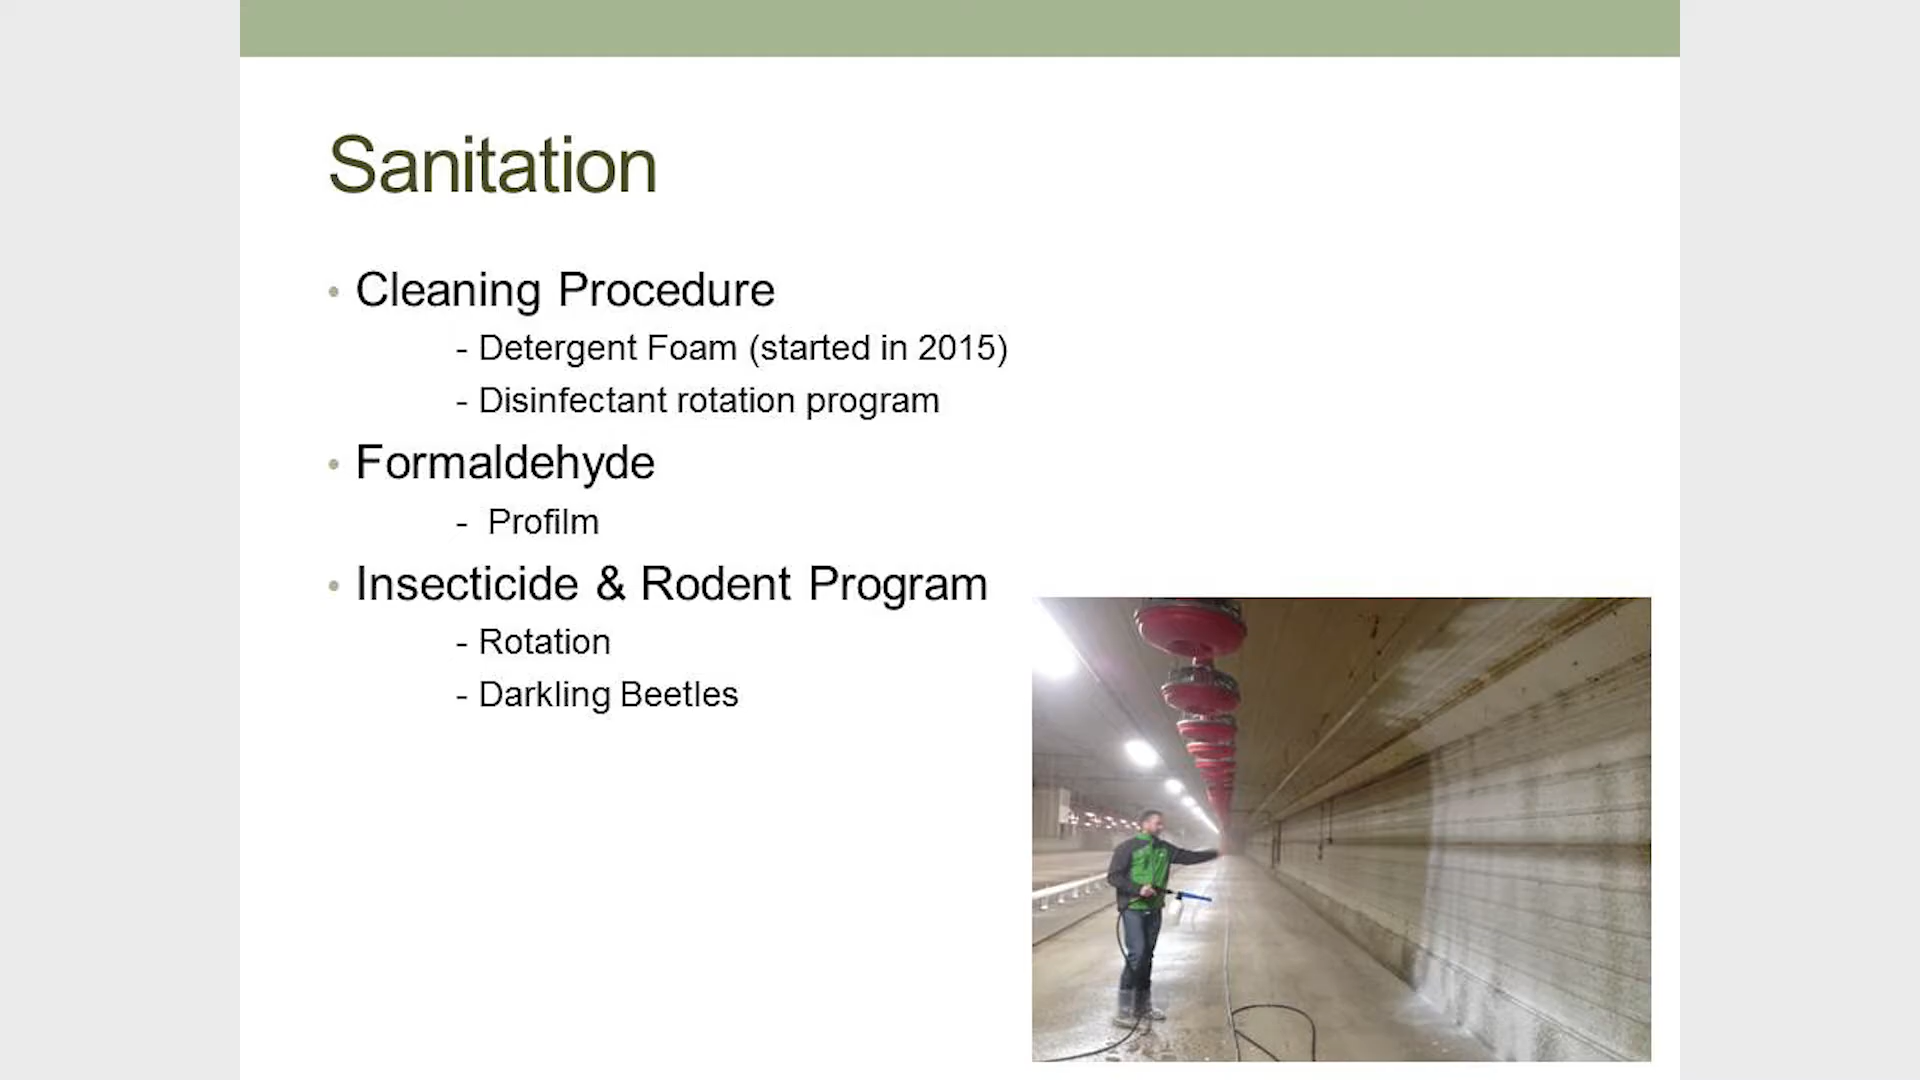 Sanitation
• Cleaning Procedure
- Detergent Foam (started in 2015)
- Disinfectant rotation program
• Formaldehyde
- Profilm
• Insecticide & Rodent Program
- Rotation
- Darkling Beetles